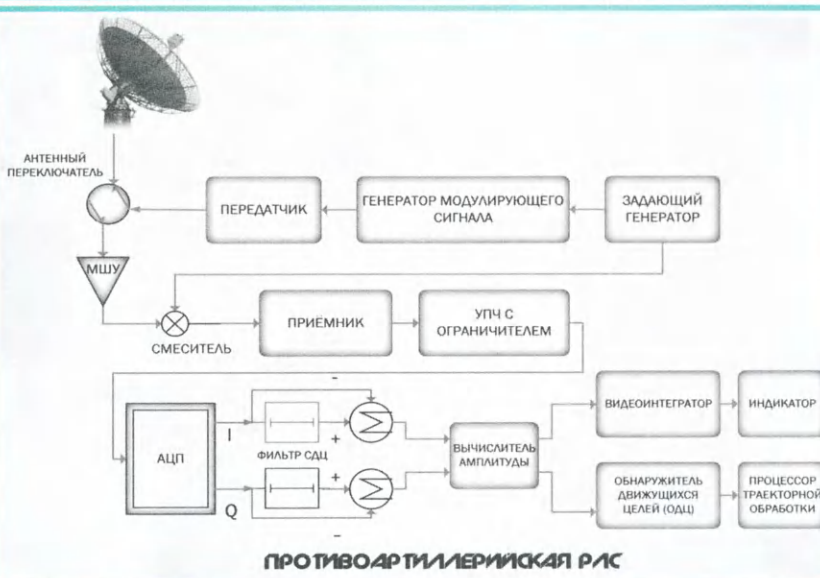 АНТЕННЫЙ
ПЕРЕКЛЮЧАТЕЛЬ
ПЕРЕДАТЧИК
ГЕНЕРАТОР МОДУЛИРУЮЩЕГО
СИГНАЛА
ЗАДАЮЩИЙ
ГЕНЕРАТОР
МШУ
СМЕСИТЕЛЬ
ПРИЁМНИК
УПЧ С
ОГРАНИЧИТЕЛЕМ
-
АЦП
I
+
ФИЛЬТР СДЦ
Σ
ВЫЧИСЛИТЕЛЬ
АМПЛИТУДЫ
ВИДЕОИНТЕГРАТОР
ИНДИКАТОР
Q
+
Σ
-
ОБНАРУЖИТЕЛЬ
ДВИЖУЩИХСЯ
ЦЕЛЕЙ (ОДЦ)
ПРОЦЕССОР
ТРАЕКТОРНОЙ
ОБРАБОТКИ
ПРОТИВОАРТИЛЛЕРИЙСКАЯ РЛС